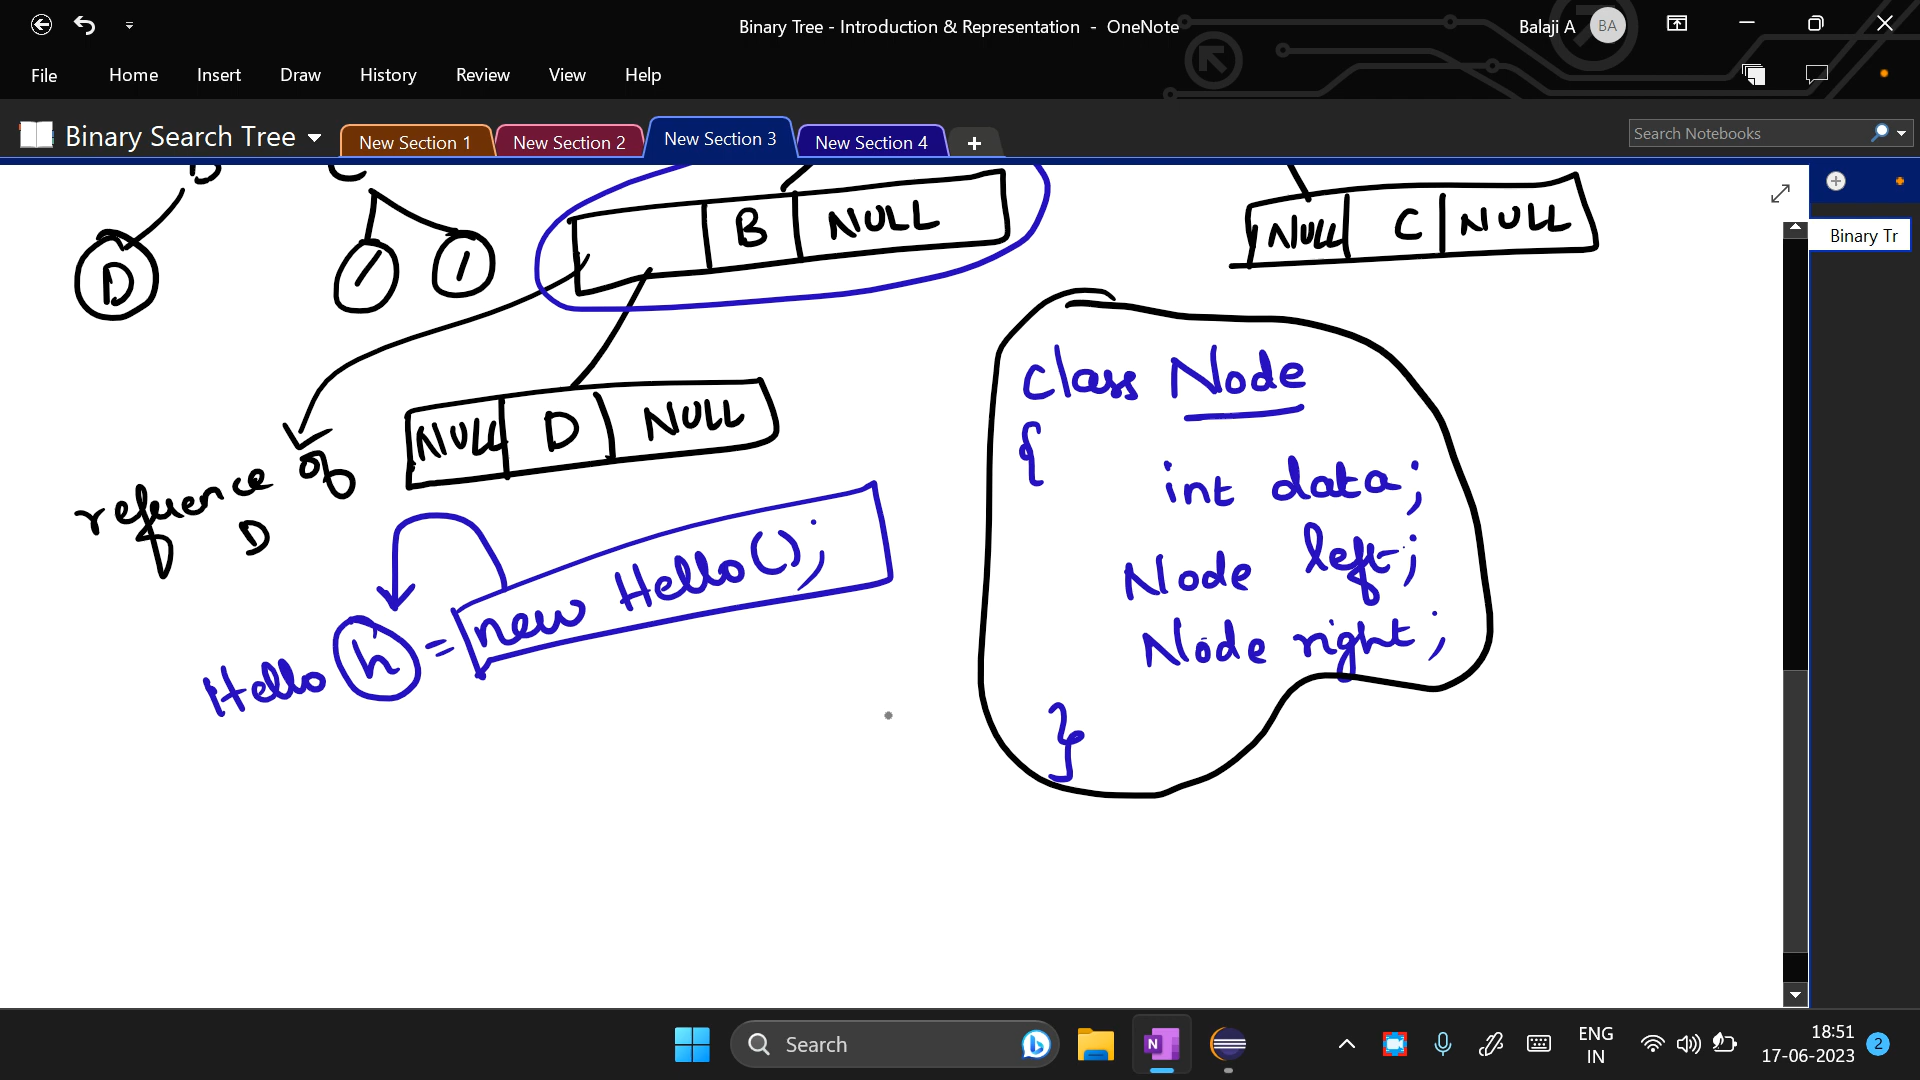 Binary Tree - Introduction & Representation - OneNote
Balaji A
BA
File Home Insert Draw History Review View Help
Binary Search Tree
New Section 1
New Section 2
New Section 3
New Section 4
+
Search Notebooks
Binary Tr
B NULL
NULL C NULL
D
/ /
NULL D NULL
reference of
D
class Node
{
int data;
Node left;
Node right;
}
Hello h = new Hello();
Search
N
ENG
IN
18:51
17-06-2023
2